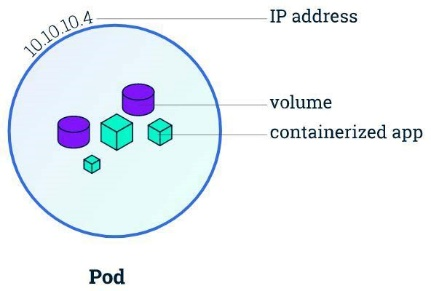 10.10.10.4
IP address
volume
containerized app
Pod